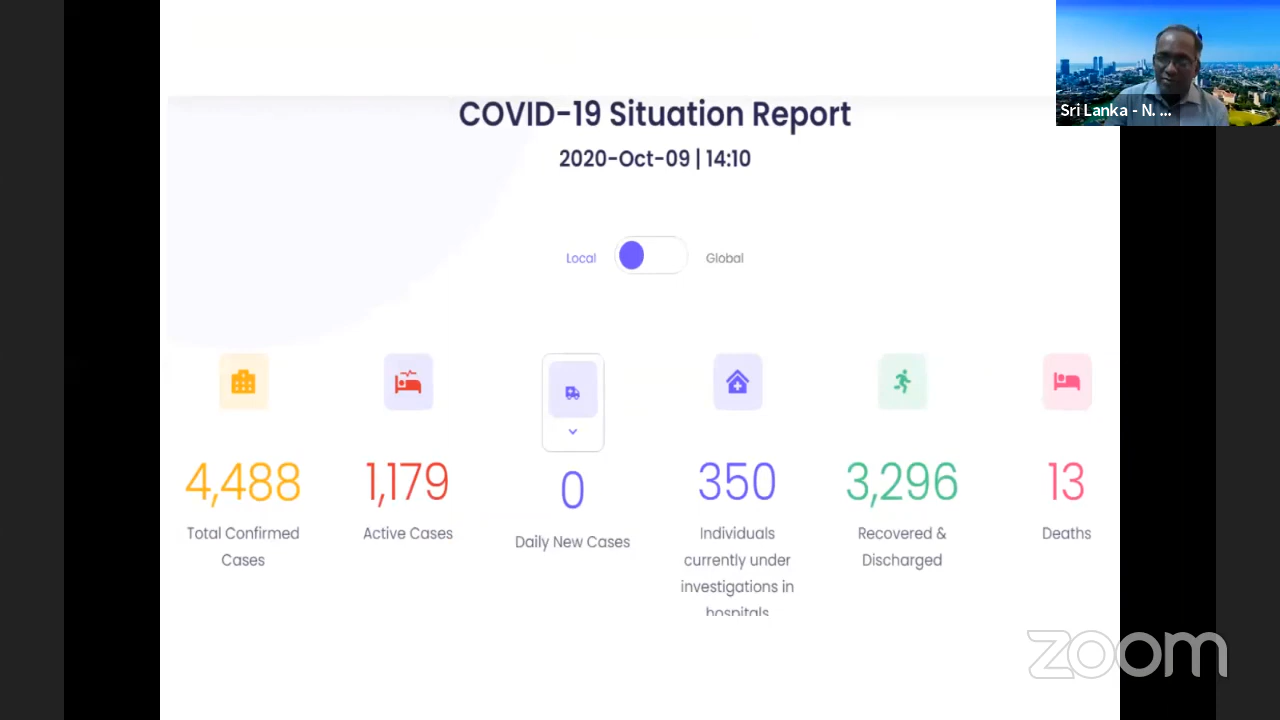 COVID-19 Situation Report
2020-Oct-09 | 14:10
Sri Lanka - N. ...
Local
Global
4,488
Total Confirmed
Cases
1,179
Active Cases
0
Daily New Cases
350
Individuals
currently under
investigations in
hospitals
3,296
Recovered &
Discharged
13
Deaths
zoom